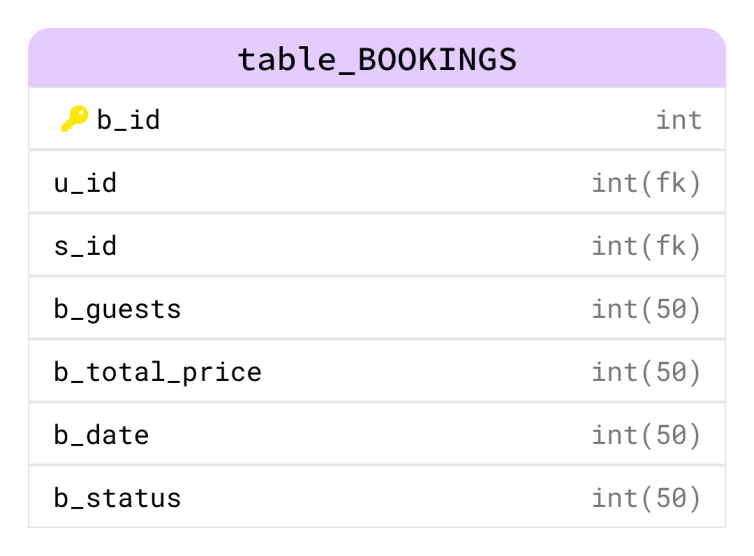 table_BOOKINGS
b_id int
u_id int(fk)
s_id int(fk)
b_guests int(50)
b_total_price int(50)
b_date int(50)
b_status int(50)